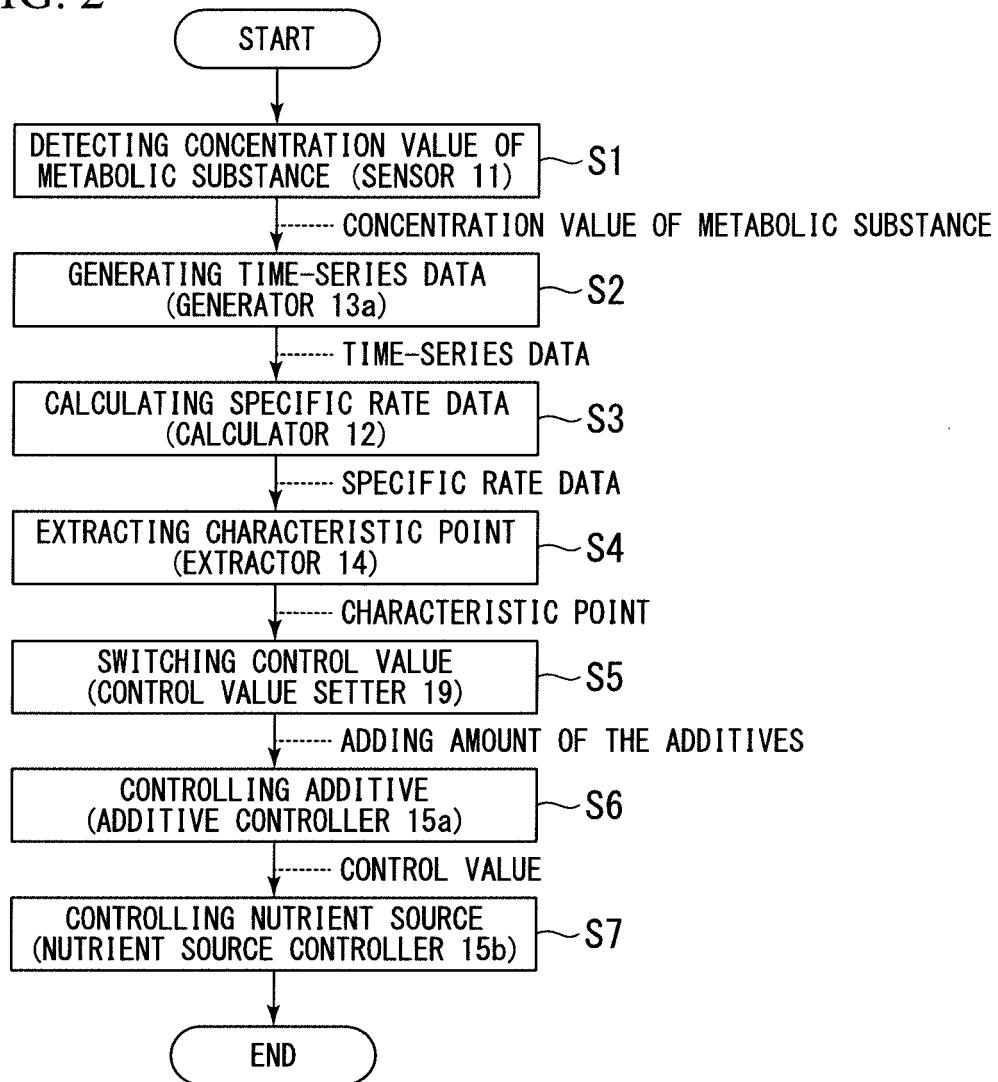 FIG. 2
START
DETECTING CONCENTRATION VALUE OF
METABOLIC SUBSTANCE (SENSOR 11)
S1
CONCENTRATION VALUE OF METABOLIC SUBSTANCE
GENERATING TIME-SERIES DATA
(GENERATOR 13a)
S2
TIME-SERIES DATA
CALCULATING SPECIFIC RATE DATA
(CALCULATOR 12)
S3
SPECIFIC RATE DATA
EXTRACTING CHARACTERISTIC POINT
(EXTRACTOR 14)
S4
CHARACTERISTIC POINT
SWITCHING CONTROL VALUE
(CONTROL VALUE SETTER 19)
S5
ADDING AMOUNT OF THE ADDITIVES
CONTROLLING ADDITIVE
(ADDITIVE CONTROLLER 15a)
S6
CONTROL VALUE
CONTROLLING NUTRIENT SOURCE
(NUTRIENT SOURCE CONTROLLER 15b)
S7
END